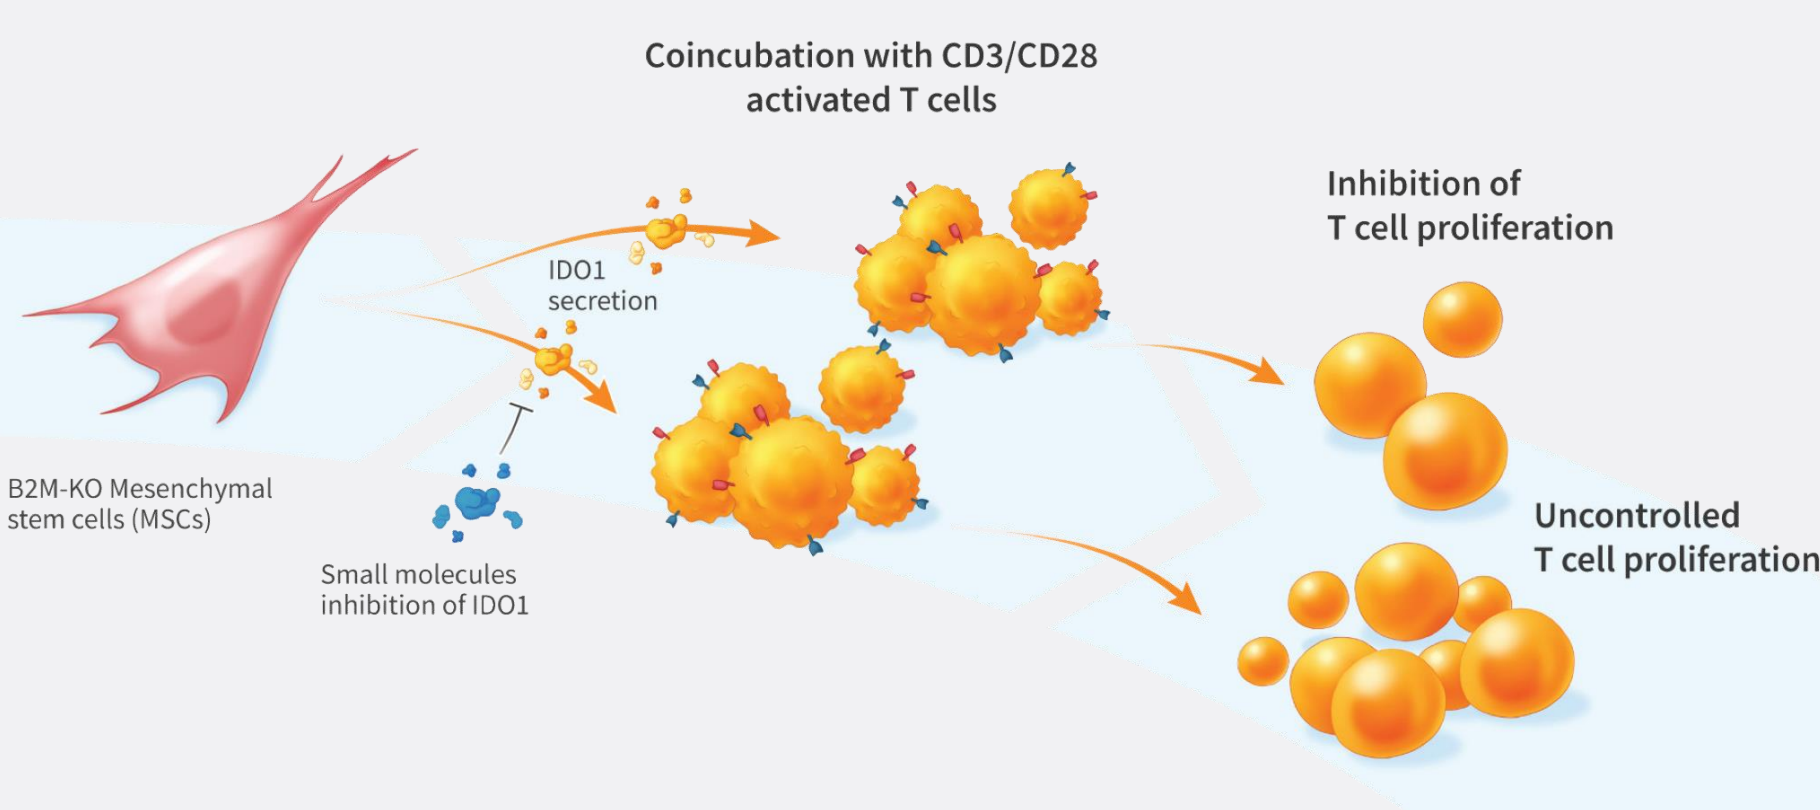 Coincubation with CD3/CD28
activated T cells
Inhibition of
T cell proliferation
IDO1
secretion
B2M-KO Mesenchymal
stem cells (MSCs)
Small molecules
inhibition of IDO1
Uncontrolled
T cell proliferation